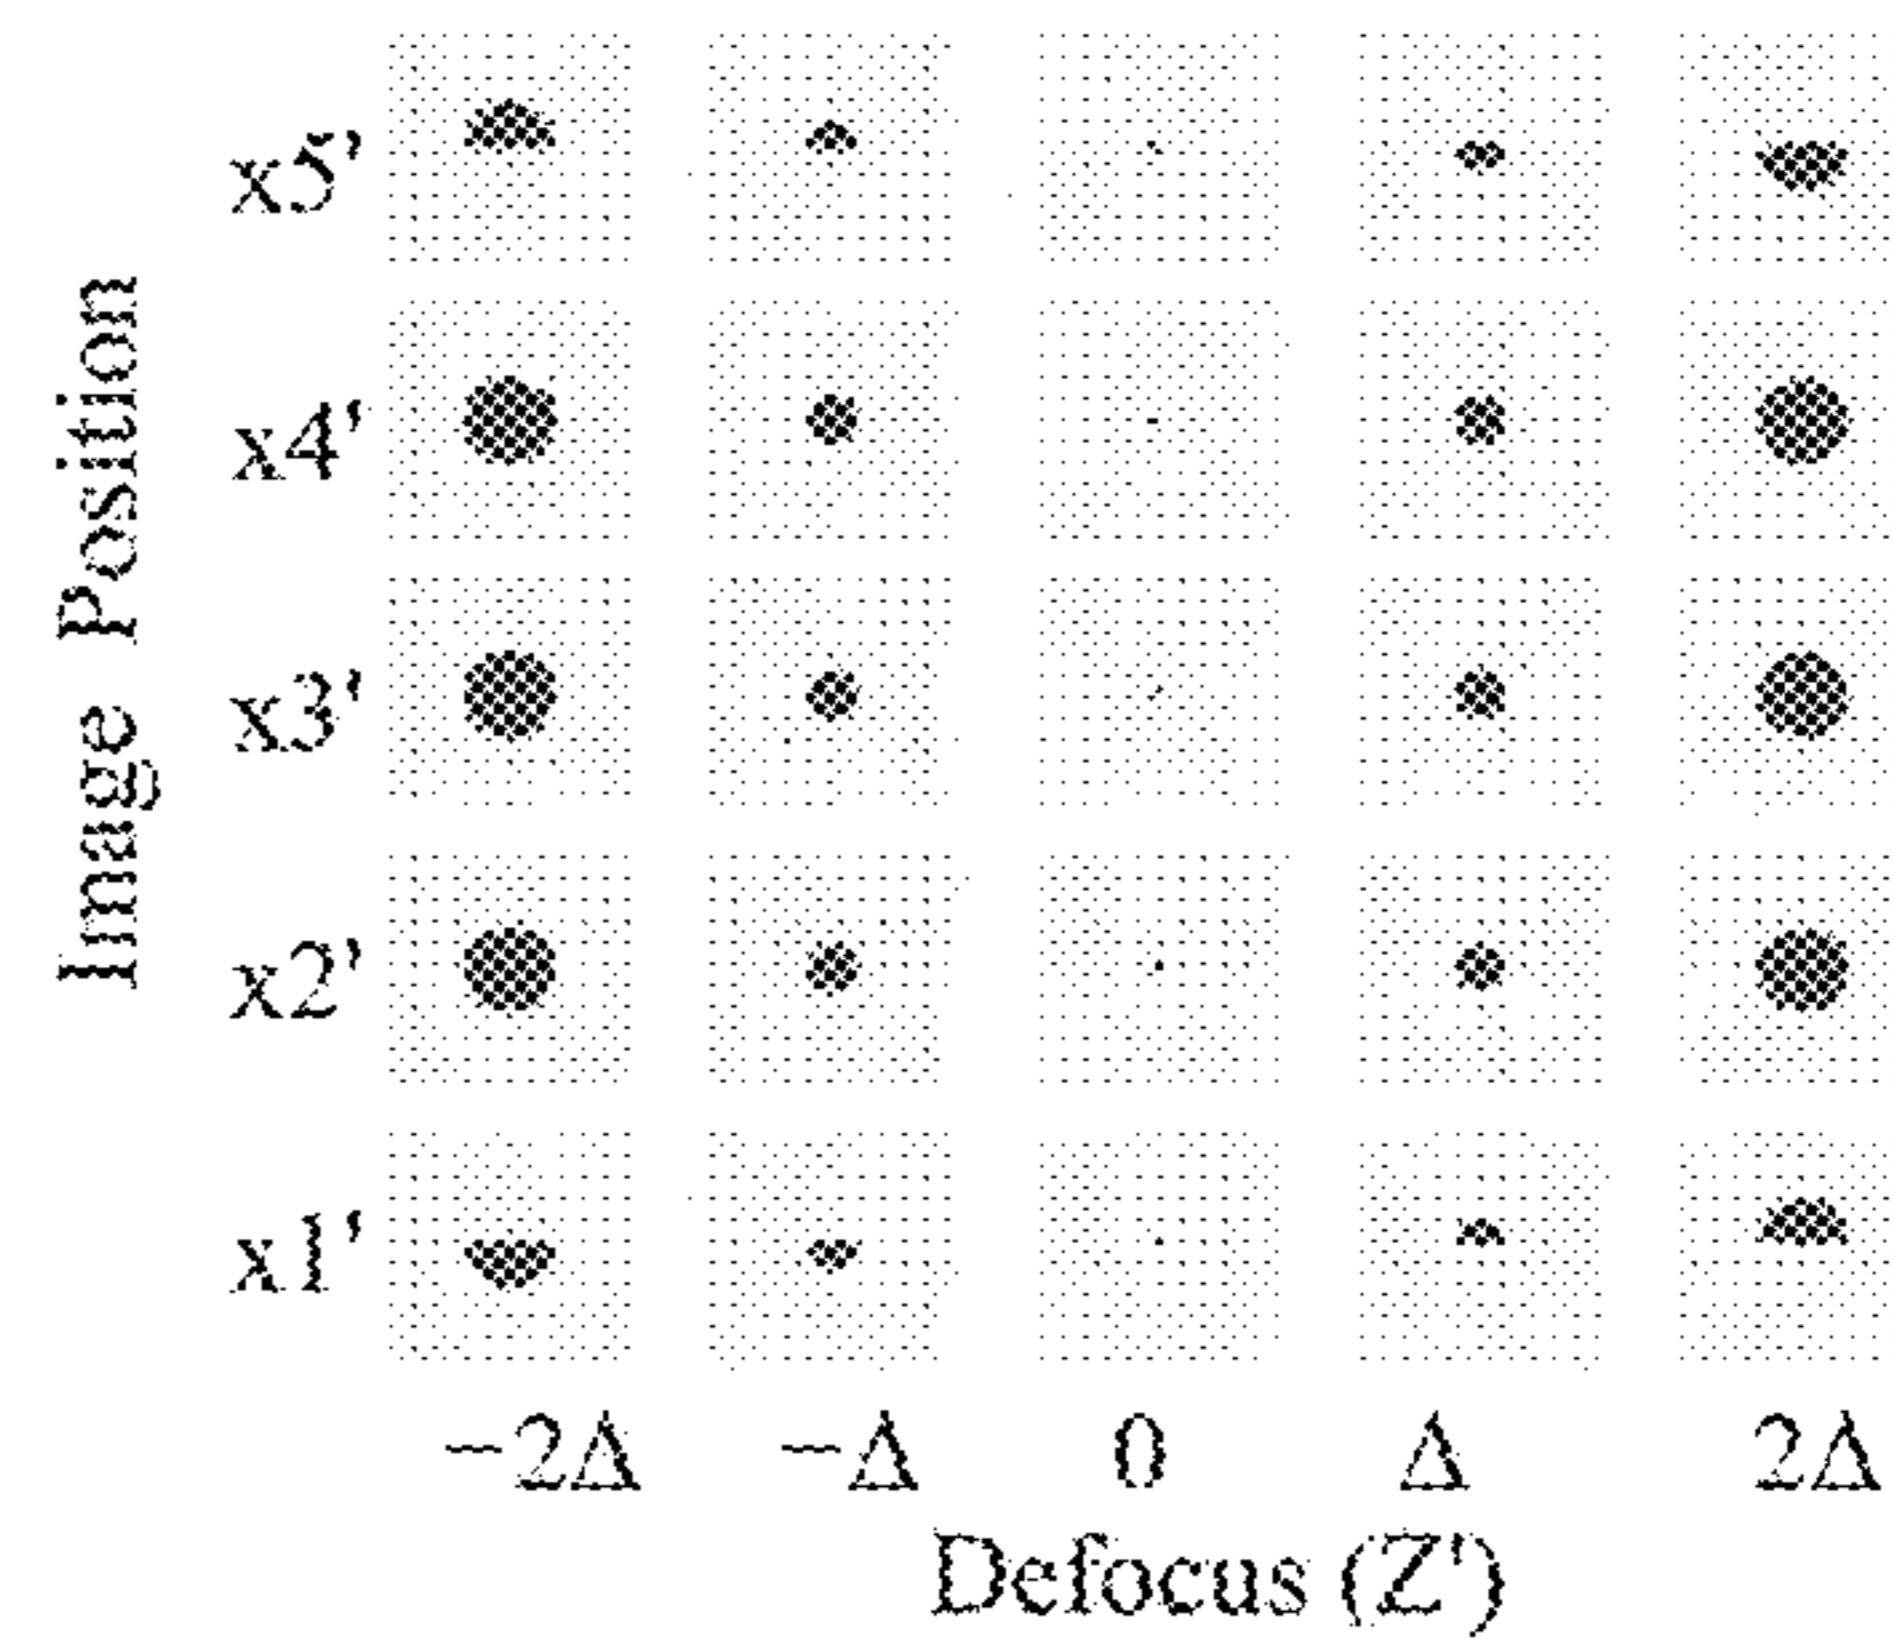 Image Position
x5'
x4'
x3'
x2'
x1'
−2Δ −Δ 0 Δ 2Δ
Defocus (Z')